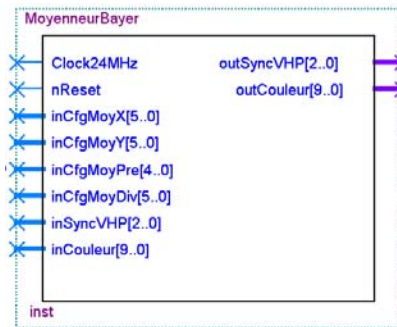 MoyenneurBayer
Clock24MHz outSyncVHP[2..0]
nReset outCouleur[9..0]
inCfgMoyX[5..0]
inCfgMoyY[5..0]
inCfgMoyPre[4..0]
inCfgMoyDiv[5..0]
inSyncVHP[2..0]
inCouleur[9..0]
inst